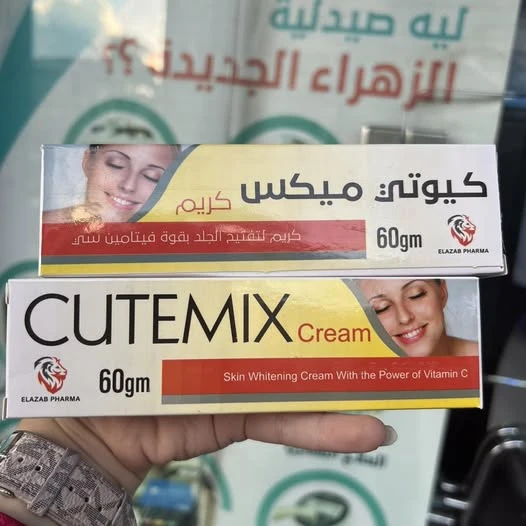 ليه صيدلية
الزهراء الجديدة ؟؟
كيوتي ميكس
كريم
كريم لتفتيح الجلد بقوة فيتامين سي
60gm
ELAZAB PHARMA
CUTEMIX Cream
ELAZAB PHARMA
60gm
Skin Whitening Cream With the Power of Vitamin C